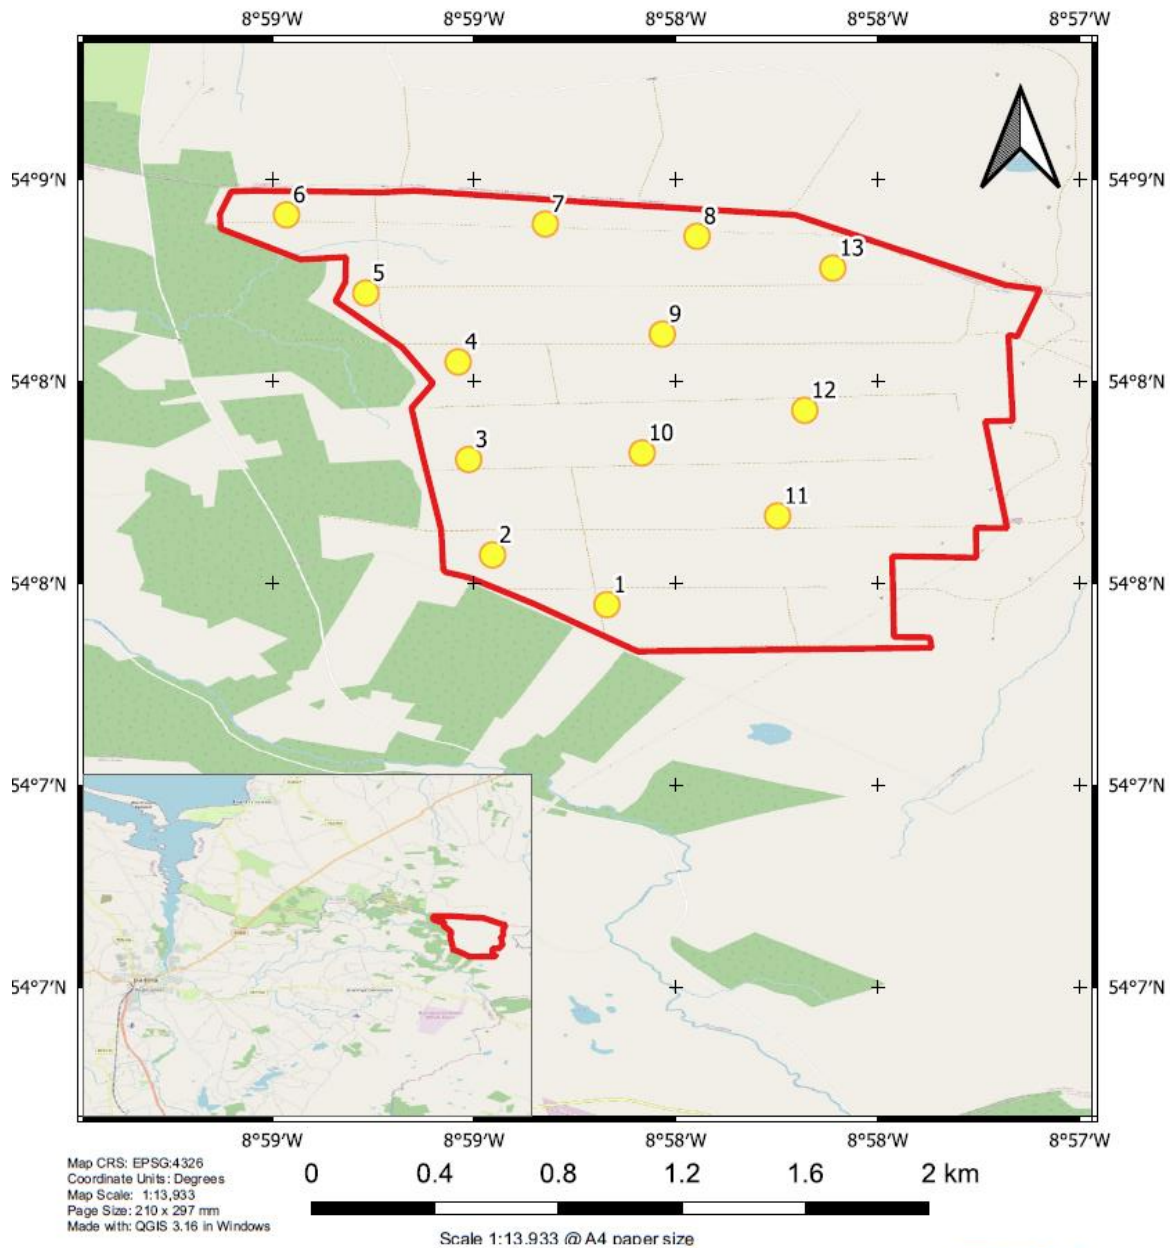 8°59'W 8°59'W 8°58'W 8°58'W 8°57'W
54°9'N 54°9'N
6
7
8
13
5
9
4
54°8'N 54°8'N
12
3
10
11
2
54°8'N 54°8'N
1
54°7'N 54°7'N
54°7'N 54°7'N
8°59'W 8°59'W 8°58'W 8°58'W 8°57'W
Map CRS: EPSG:4326
Coordinate Units: Degrees
Map Scale: 1:13,933
Page Size: 210 x 297 mm
Made with: QGIS 3.16 in Windows
0 0.4 0.8 1.2 1.6 2 km
Scale 1:13,933 @ A4 paper size